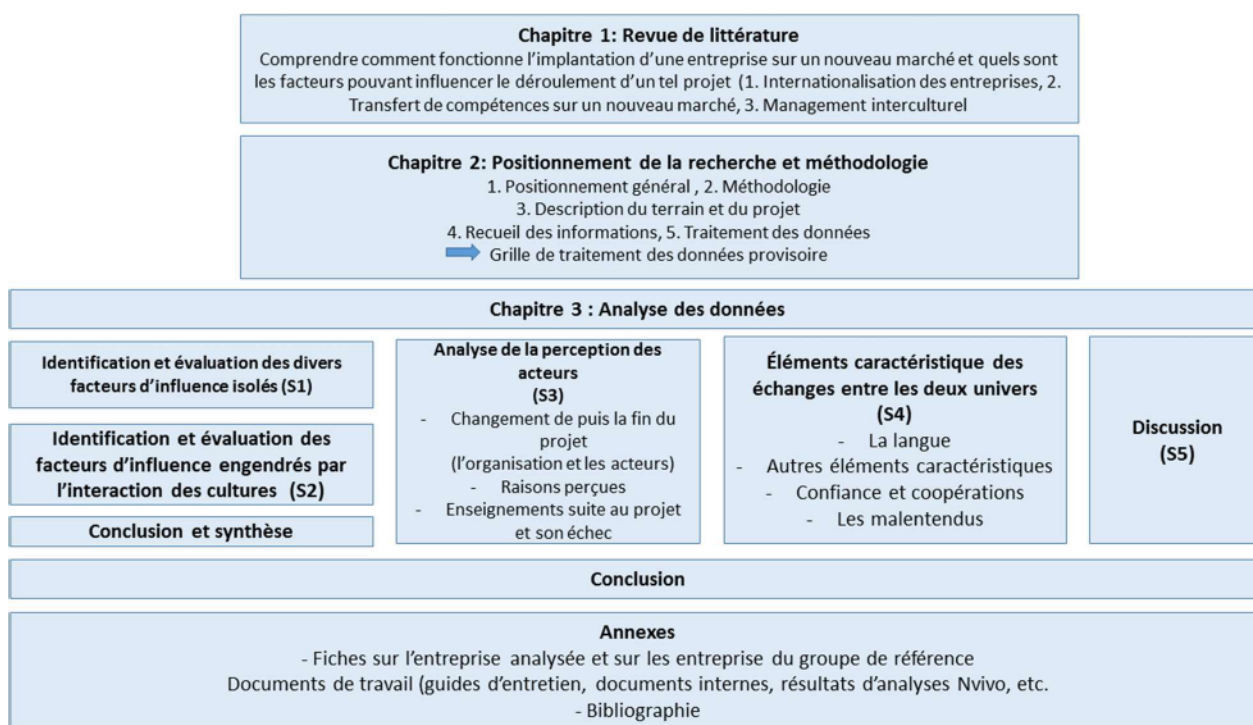 Chapitre 1: Revue de littérature
Comprendre comment fonctionne l'implantation d'une entreprise sur un nouveau marché et quels sont
les facteurs pouvant influencer le déroulement d'un tel projet (1. Internationalisation des entreprises, 2.
Transfert de compétences sur un nouveau marché, 3. Management interculturel
Chapitre 2: Positionnement de la recherche et méthodologie
1. Positionnement général , 2. Méthodologie
3. Description du terrain et du projet
4. Recueil des informations, 5. Traitement des données
Grille de traitement des données provisoire
Chapitre 3 : Analyse des données
Identification et évaluation des divers
facteurs d'influence isolés (S1)
Identification et évaluation des
facteurs d'influence engendrés par
l'interaction des cultures (S2)
Conclusion et synthèse
Analyse de la perception des
acteurs
(S3)
- Changement de puis la fin du
projet
(l'organisation et les acteurs)
- Raisons perçues
- Enseignements suite au projet
et son échec
Éléments caractéristique des
échanges entre les deux univers
(S4)
- La langue
- Autres éléments caractéristiques
- Confiance et coopérations
- Les malentendus
Discussion
(S5)
Conclusion
Annexes
- Fiches sur l'entreprise analysée et sur les entreprise du groupe de référence
Documents de travail (guides d'entretien, documents internes, résultats d'analyses Nvivo, etc.
- Bibliographie